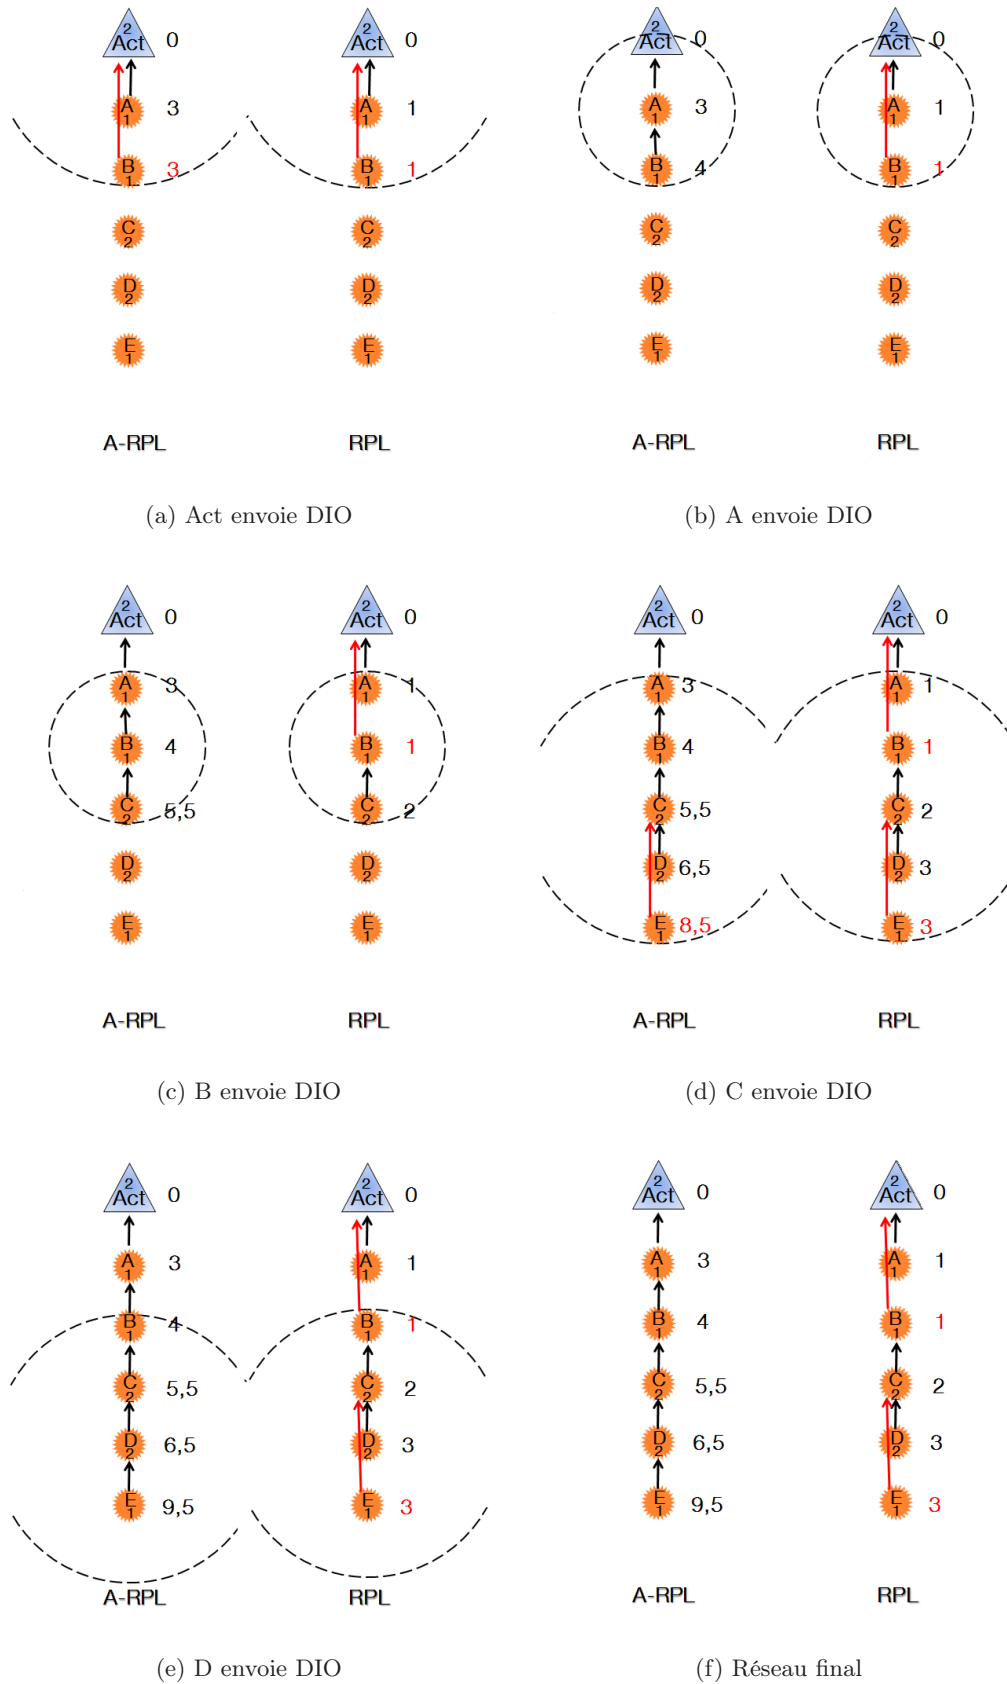 2 2 2 2
Act 0 Act 0 Act 0 Act 0
A 3 A 1 A 3 A 1
1 1 1 1
B 3 B 1 B 4 B 1
1 1 1 1
C C C C
2 2 2 2
D D D D
2 2 2 2
E E E E
1 1 1 1
A-RPL RPL A-RPL RPL
(a) Act envoie DIO (b) A envoie DIO
2 2 2 2
Act 0 Act 0 Act 0 Act 0
A 3 A 1 A 3 A 1
1 1 1 1
B 4 B 1 B 4 B 1
1 1 1 1
C 5,5 C 2 C 5,5 C 2
2 2 2 2
D D D 6,5 D 3
2 2 2 2
E E E 8,5 E 3
1 1 1 1
A-RPL RPL A-RPL RPL
(c) B envoie DIO (d) C envoie DIO
2 2 2 2
Act 0 Act 0 Act 0 Act 0
A 3 A 1 A 3 A 1
1 1 1 1
B 4 B 1 B 4 B 1
1 1 1 1
C 5,5 C 2 C 5,5 C 2
2 2 2 2
D 6,5 D 3 D 6,5 D 3
2 2 2 2
E 9,5 E 3 E 9,5 E 3
1 1 1 1
A-RPL RPL A-RPL RPL
(e) D envoie DIO (f) Réseau final